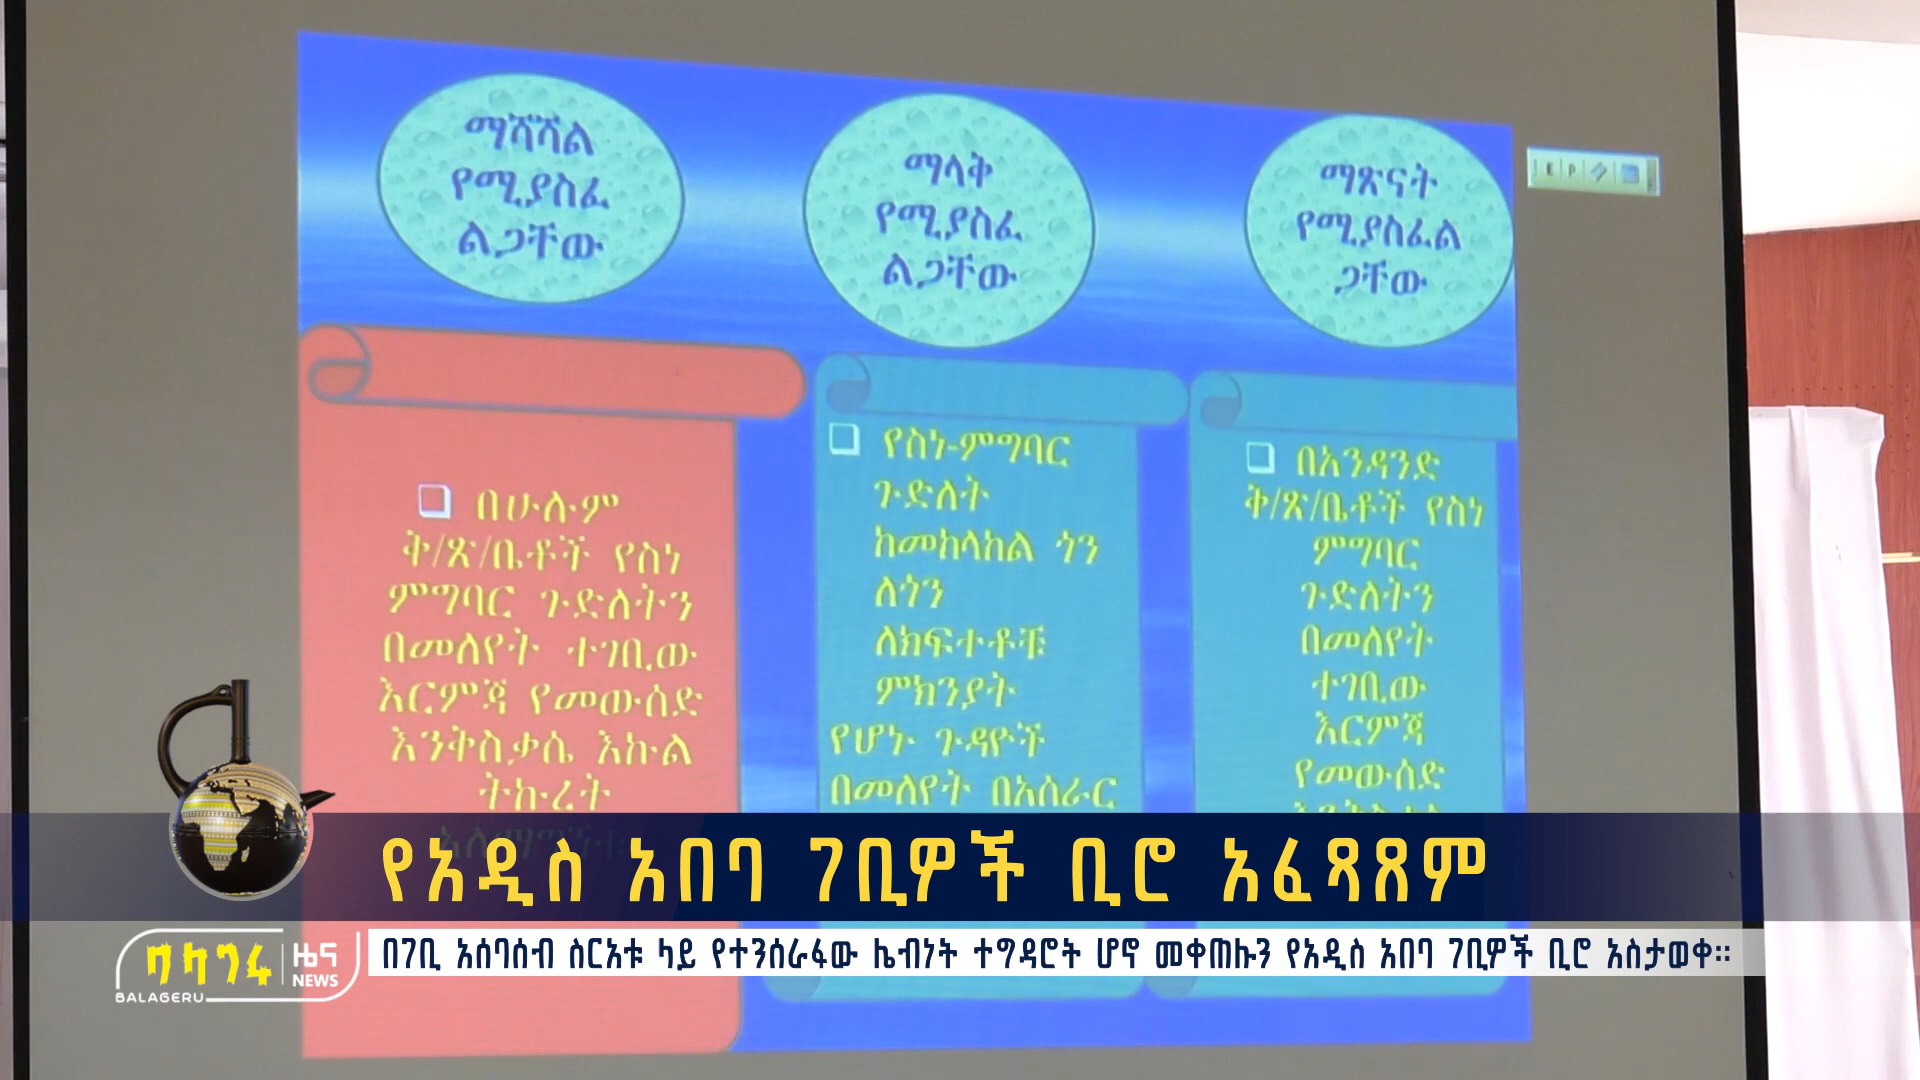 ማሻሻል
የሚያስፈ
ልጋቸው
ማላቅ
የሚያስፈ
ልጋቸው
ማጽናት
የሚያስፈል
ጋቸው
E P
በሁሉም
ቅ/ጽ/ቤቶች የስነ
ምግባር ጉድለትን
በመለየት ተገቢው
እርምጃ የመውሰድ
እንቅስቃሴ እኩል
ትኩረት
የስነ-ምግባር
ጉድለት
ከመከላከል ጎን
ለጎን
ለክፍተቶቹ
ምክንያት
የሆኑ ጉዳዮች
በመለየት በአሰራር
በአንዳንድ
ቅ/ጽ/ቤቶች የስነ
ምግባር
ጉድለትን
በመለየት
ተገቢው
እርምጃ
የመውሰድ
የአዲስ አበባ ገቢዎች ቢሮ አፈጻጸም
በገቢ አሰባሰብ ስርአቱ ላይ የተንሰራፋው ሌብነት ተግዳሮት ሆኖ መቀጠሉን የአዲስ አበባ ገቢዎች ቢሮ አስታወቀ።
ባላገሩ ዜና
BALAGERU NEWS